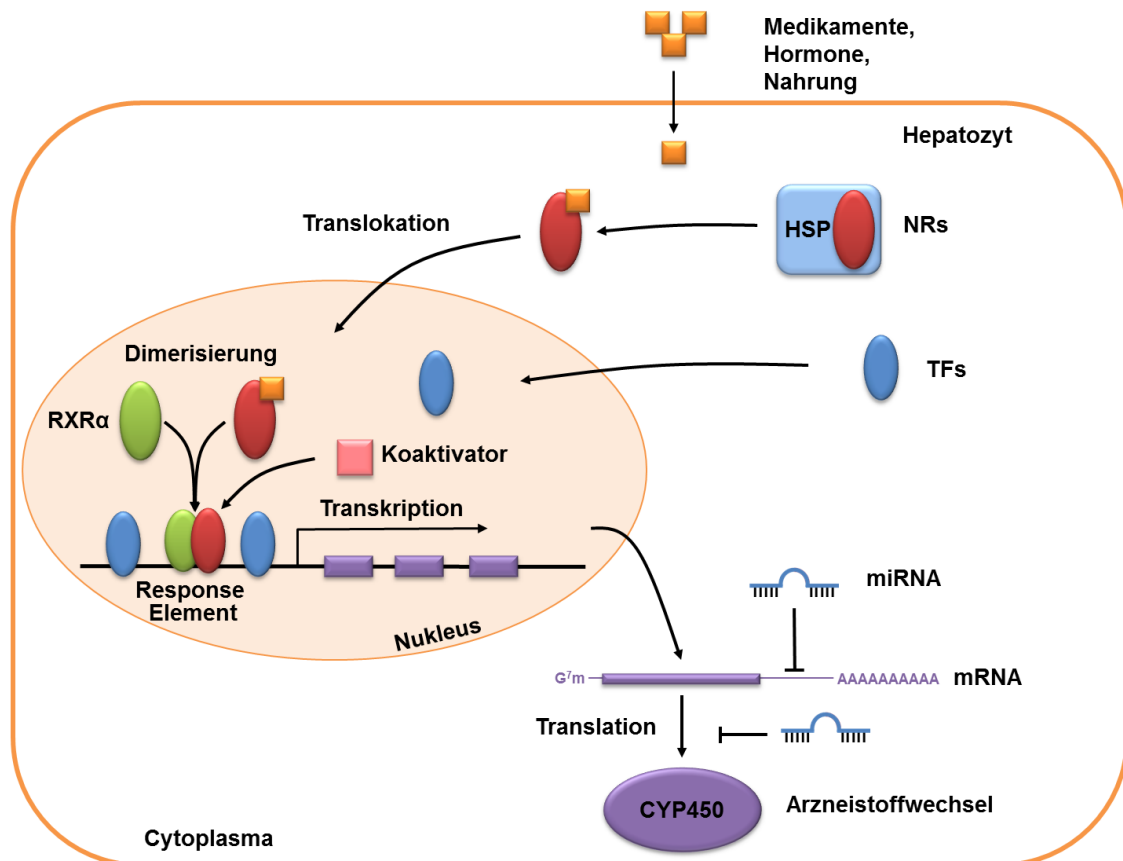 Medikamente,
Hormone,
Nahrung
Hepatozyt
HSP
NRs
Translokation
Dimerisierung
TFs
RXRα
Koaktivator
Transkription
Response
Element
Nukleus
miRNA
G⁷m
AAAAAAAAAA
mRNA
Translation
CYP450
Arzneistoffwechsel
Cytoplasma